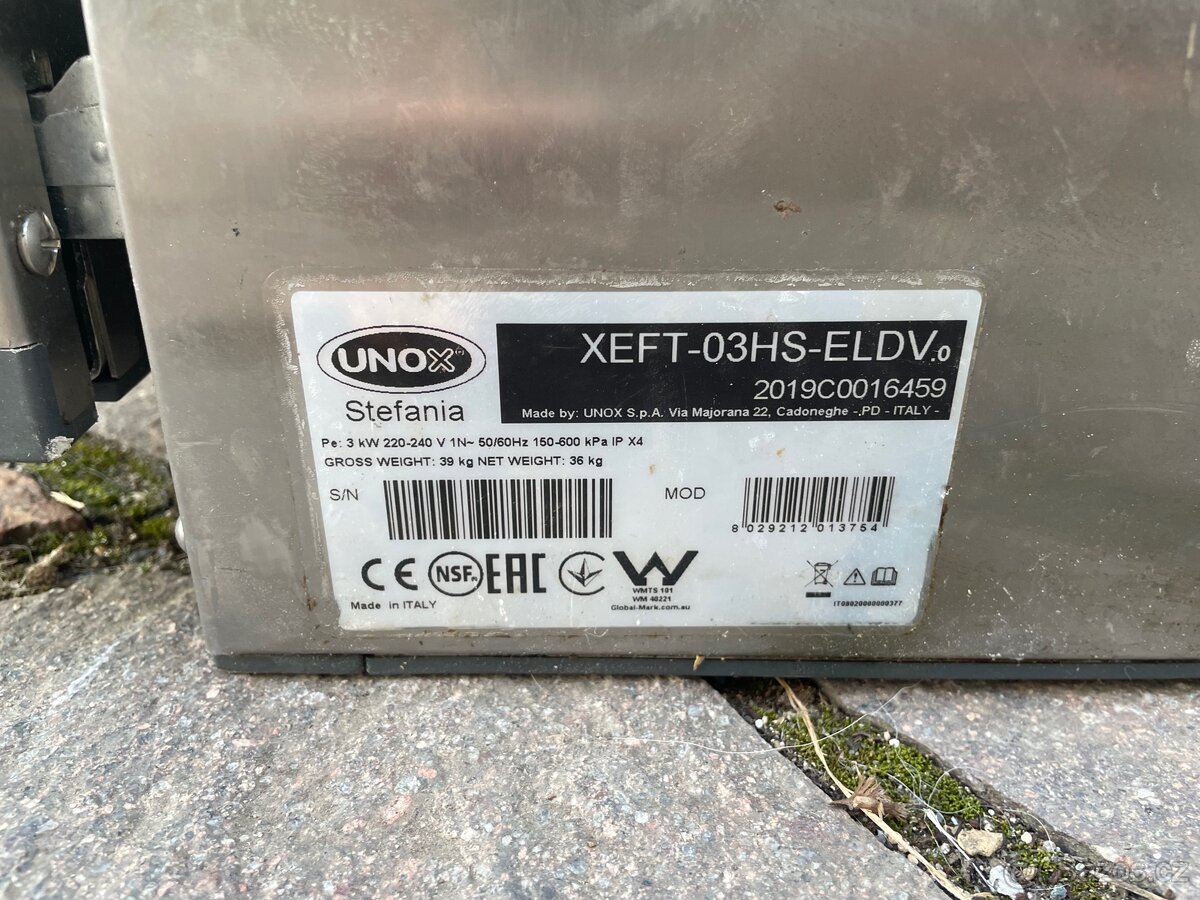 UNOX
Stefania
XEFT-03HS-ELDV.0
2019C0016459
Made by: UNOX S.p.A. Via Majorana 22, Cadoneghe -.PD - ITALY -
Pe: 3 kW 220-240 V 1N~ 50/60Hz 150-600 kPa IP X4
GROSS WEIGHT: 39 kg NET WEIGHT: 36 kg
S/N
MOD
8 029212 013754
CE NSF EAC
WMTS 101
WM 40221
Global-Mark.com.au
Made in ITALY
IT08020000000377